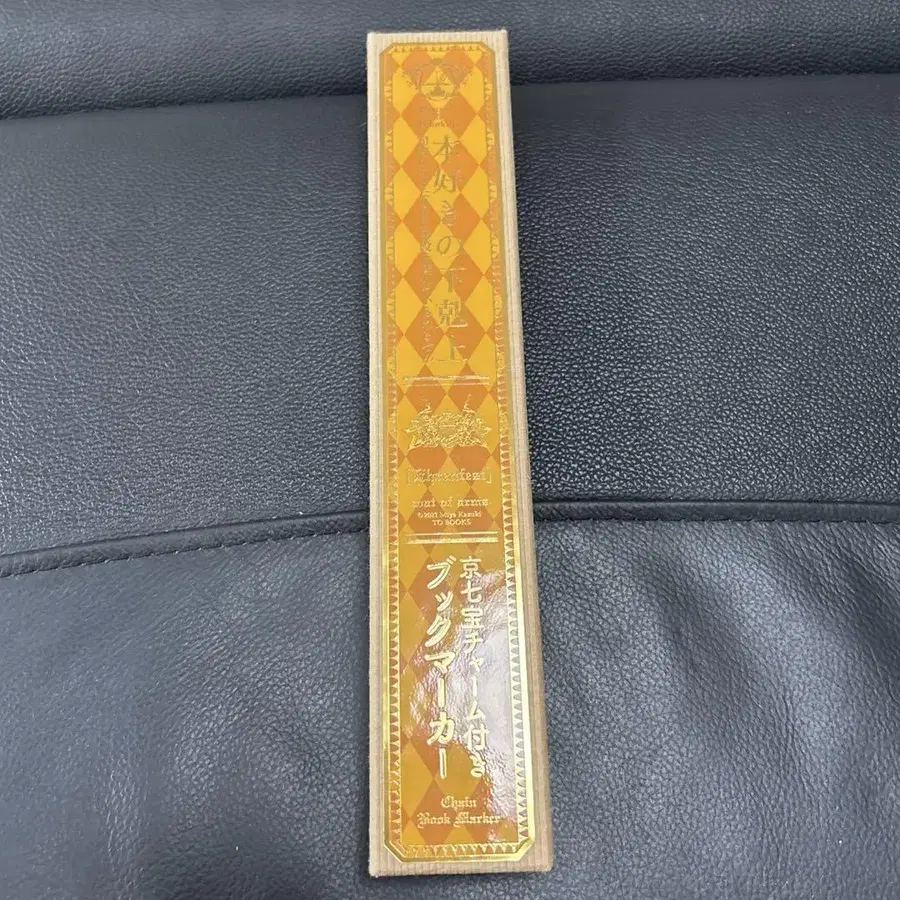 本好きの下剋上
「Ehrenfest」
coat of arms
©2021 Miya Kazuki
TO BOOKS
京七宝チャーム付き
ブックマーカー
Chain
Book Marker